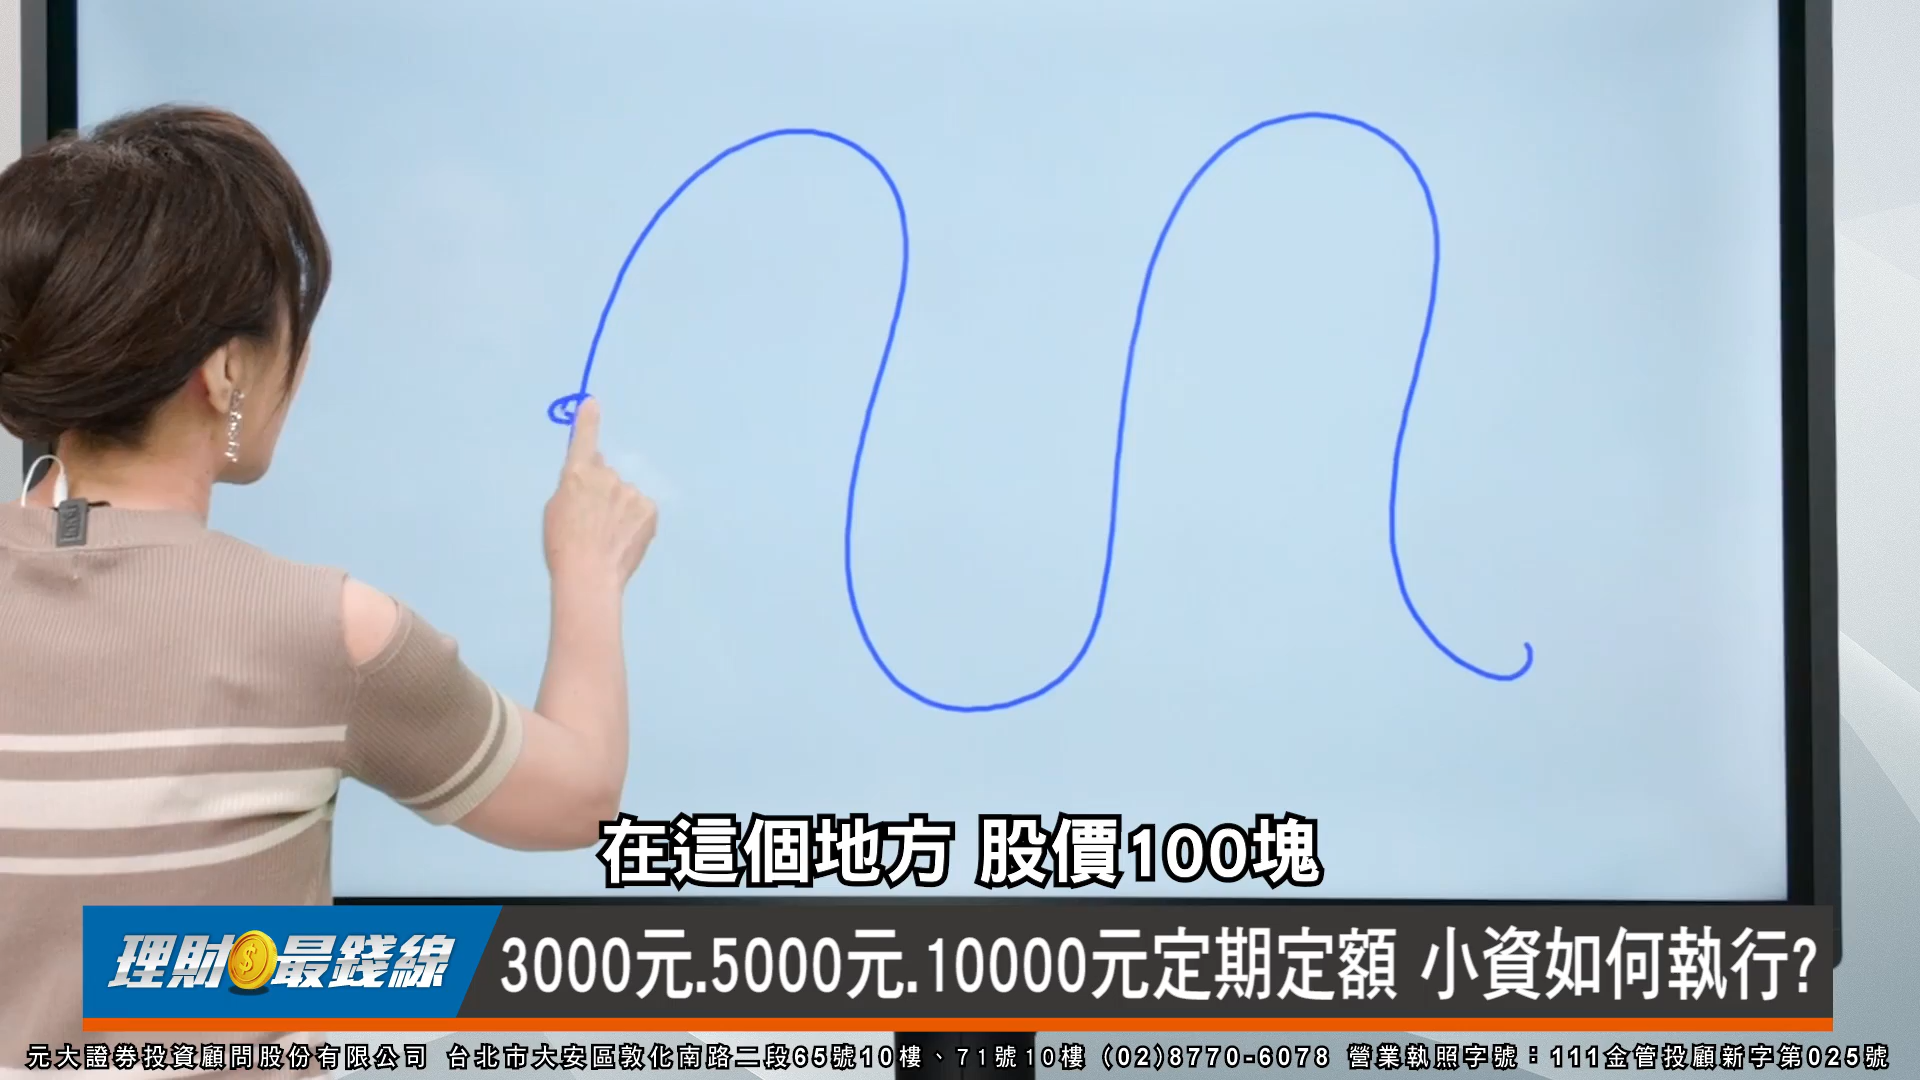 在這個地方 股價100塊
理財最錢線
3000元.5000元.10000元定期定額 小資如何執行?
元大證券投資顧問股份有限公司 台北市大安區敦化南路二段65號10樓、71號10樓 (02)8770-6078 營業執照字號：111金管投顧新字第025號